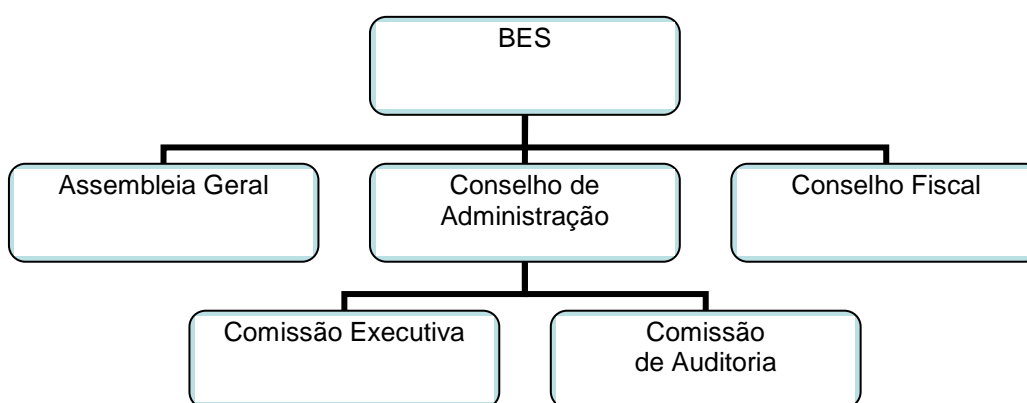 BES
Assembleia Geral
Conselho de
Administração
Conselho Fiscal
Comissão Executiva
Comissão
de Auditoria